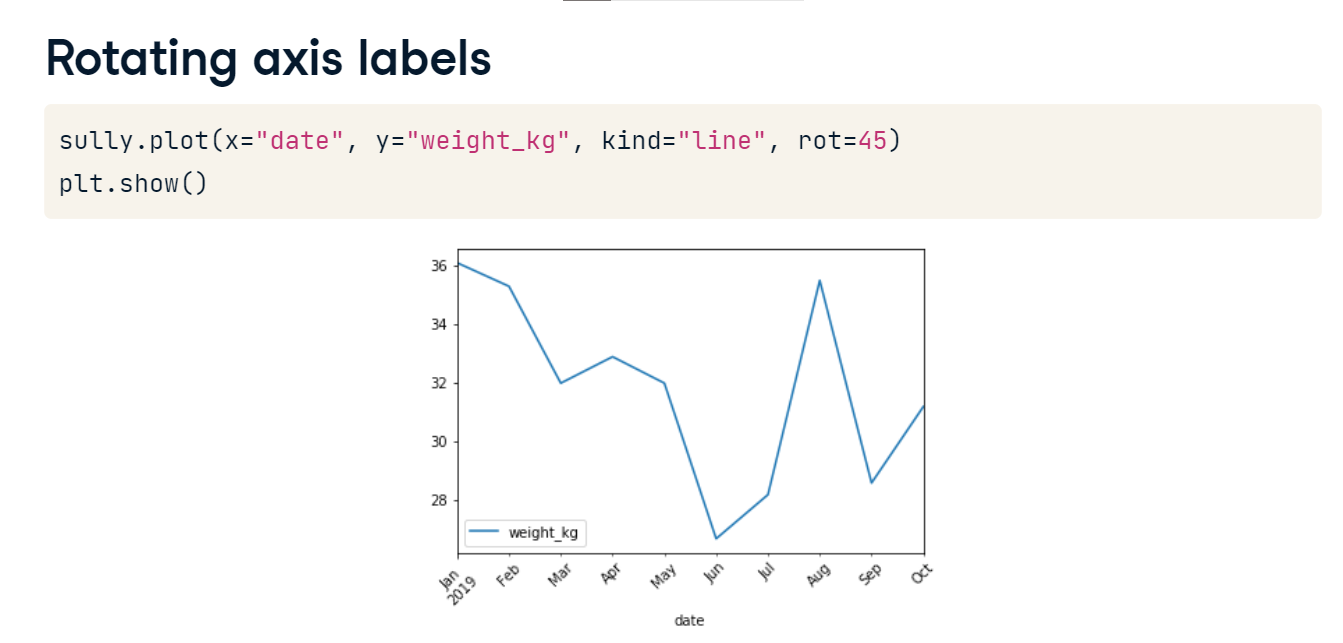 Rotating axis labels
sully.plot(x="date", y="weight_kg", kind="line", rot=45)
plt.show()
36
34
32
30
28
weight_kg
Jan
2019
Feb
Mar
Apr
May
Jun
Jul
Aug
Sep
Oct
date